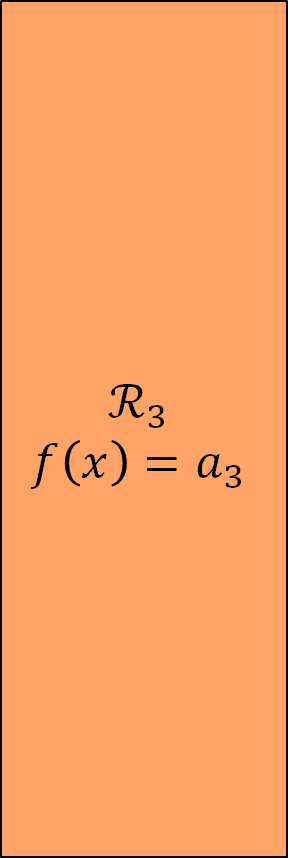 ℛ₃
f(x) = a₃